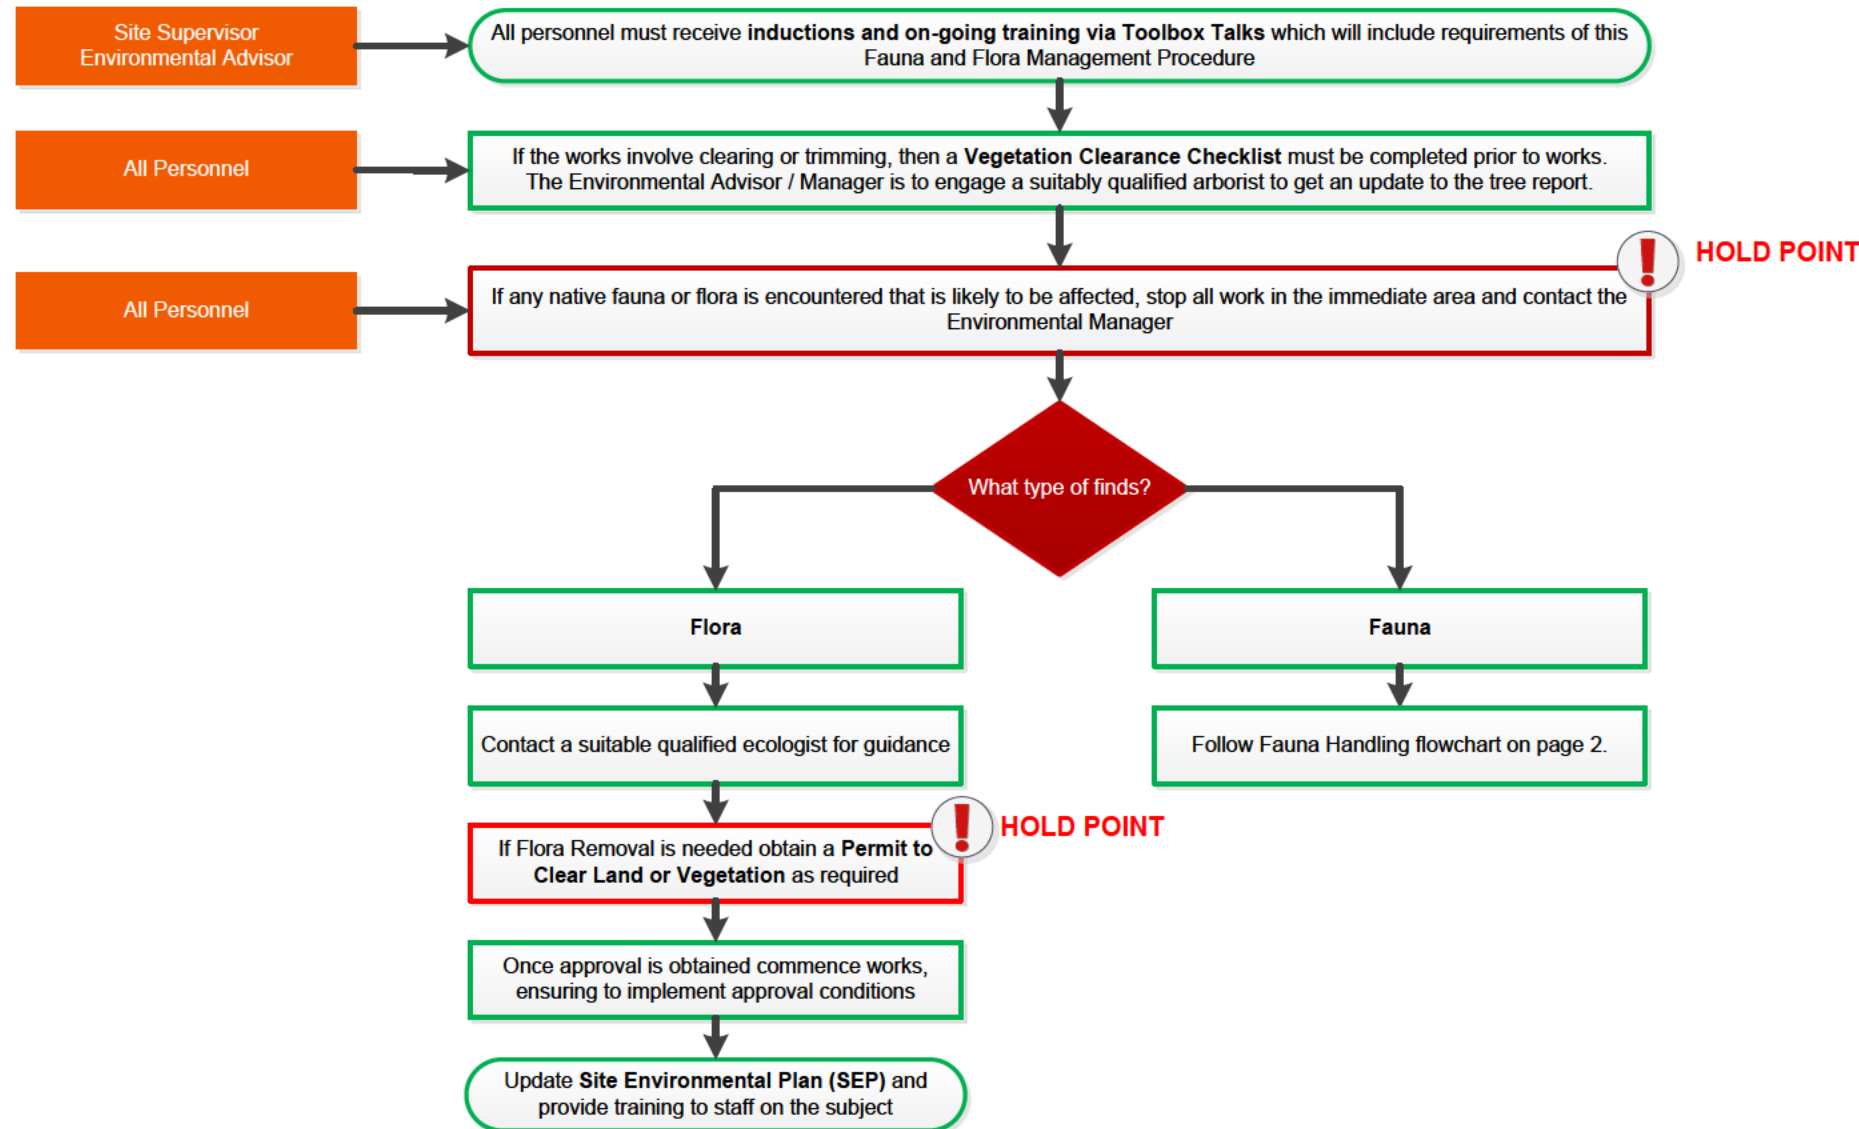 Site Supervisor
Environmental Advisor
All personnel must receive inductions and on-going training via Toolbox Talks which will include requirements of this
Fauna and Flora Management Procedure
All Personnel
If the works involve clearing or trimming, then a Vegetation Clearance Checklist must be completed prior to works.
The Environmental Advisor / Manager is to engage a suitably qualified arborist to get an update to the tree report.
HOLD POINT
All Personnel
If any native fauna or flora is encountered that is likely to be affected, stop all work in the immediate area and contact the
Environmental Manager
What type of finds?
Flora
Fauna
Contact a suitable qualified ecologist for guidance
Follow Fauna Handling flowchart on page 2.
HOLD POINT
If Flora Removal is needed obtain a Permit to
Clear Land or Vegetation as required
Once approval is obtained commence works,
ensuring to implement approval conditions
Update Site Environmental Plan (SEP) and
provide training to staff on the subject